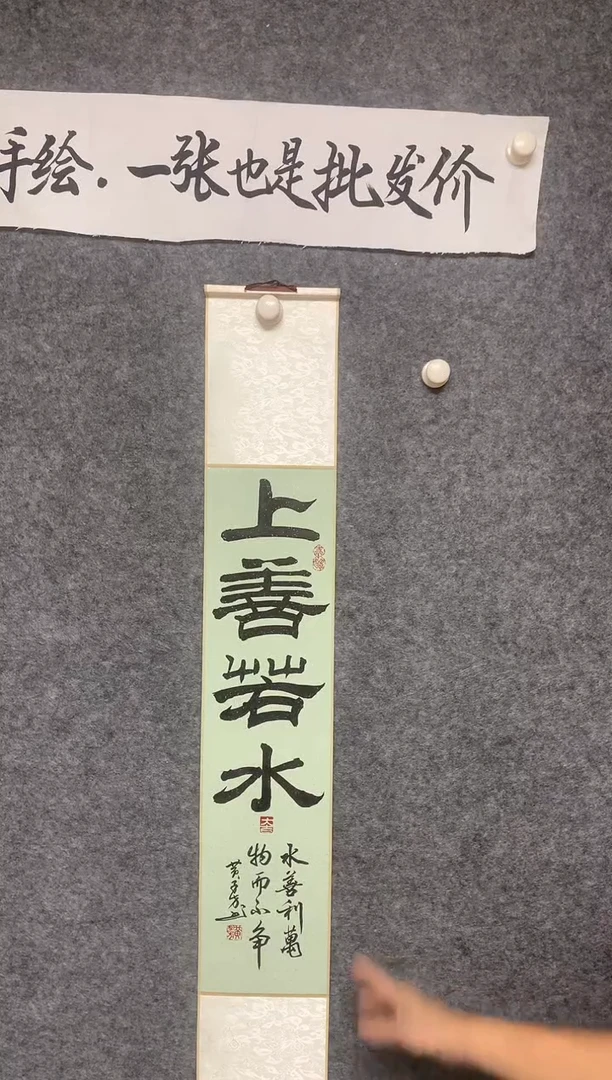 手绘.一张也是批发价
上善若水
水善利萬
物而不争